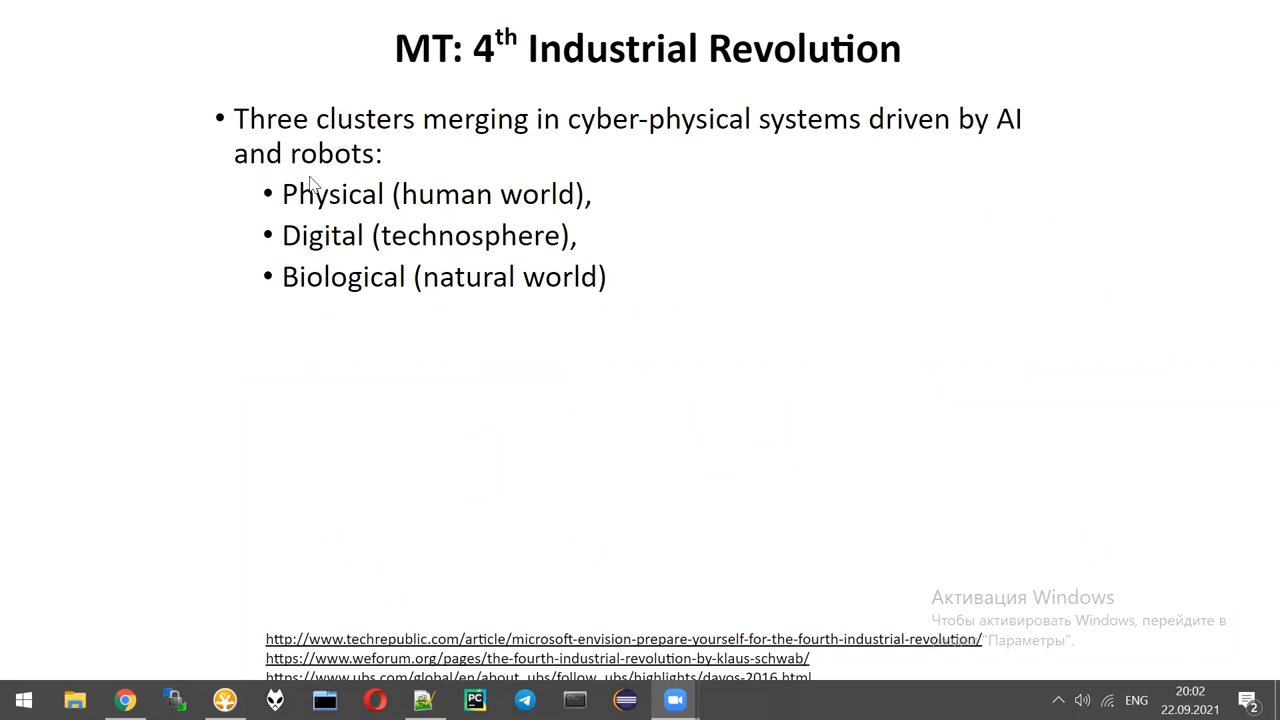 MT: 4th Industrial Revolution
• Three clusters merging in cyber-physical systems driven by AI
and robots:
• Physical (human world),
• Digital (technosphere),
• Biological (natural world)
Активация Windows
Чтобы активировать Windows, перейдите в
"Параметры".
http://www.techrepublic.com/article/microsoft-envision-prepare-yourself-for-the-fourth-industrial-revolution/
https://www.weforum.org/pages/the-fourth-industrial-revolution-by-klaus-schwab/
https://www.ubs.com/global/en/about_ubs/follow_ubs/highlights/davos-2016.html
PC
ENG
20:02
22.09.2021
2